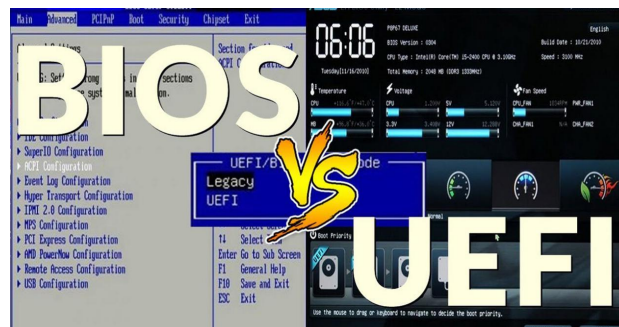 Main Advanced PCIPnP Boot Security Chipset Exit
SuperIO Configuration
ACPI Configuration
Event Log Configuration
Hyper Transport Configuration
IPMI 2.0 Configuration
MPS Configuration
PCI Express Configuration
AMD PowerNow Configuration
Remote Access Configuration
USB Configuration
Select
Enter Go to Sub Screen
F1 General Help
F10 Save and Exit
ESC Exit
BIOS
VS
Legacy
UEFI
06:06
Tuesday[11/16/2010]
P8P67 DELUXE
English
BIOS Version : 0304
Build Date : 10/21/2010
CPU Type : Intel(R) Core(TM) i5-2400 CPU @ 3.10GHz
Speed : 3100 MHz
Total Memory : 2048 MB (DDR3 1333MHz)
Temperature
Voltage
Fan Speed
CPU
CPU
5V
CPU_FAN
PWR_FAN1
MB
3.3V
12V
CHA_FAN1
N/A
CHA_FAN2
Normal
Boot Priority
Use the mouse to drag or keyboard to navigate to decide the boot priority.
UEFI